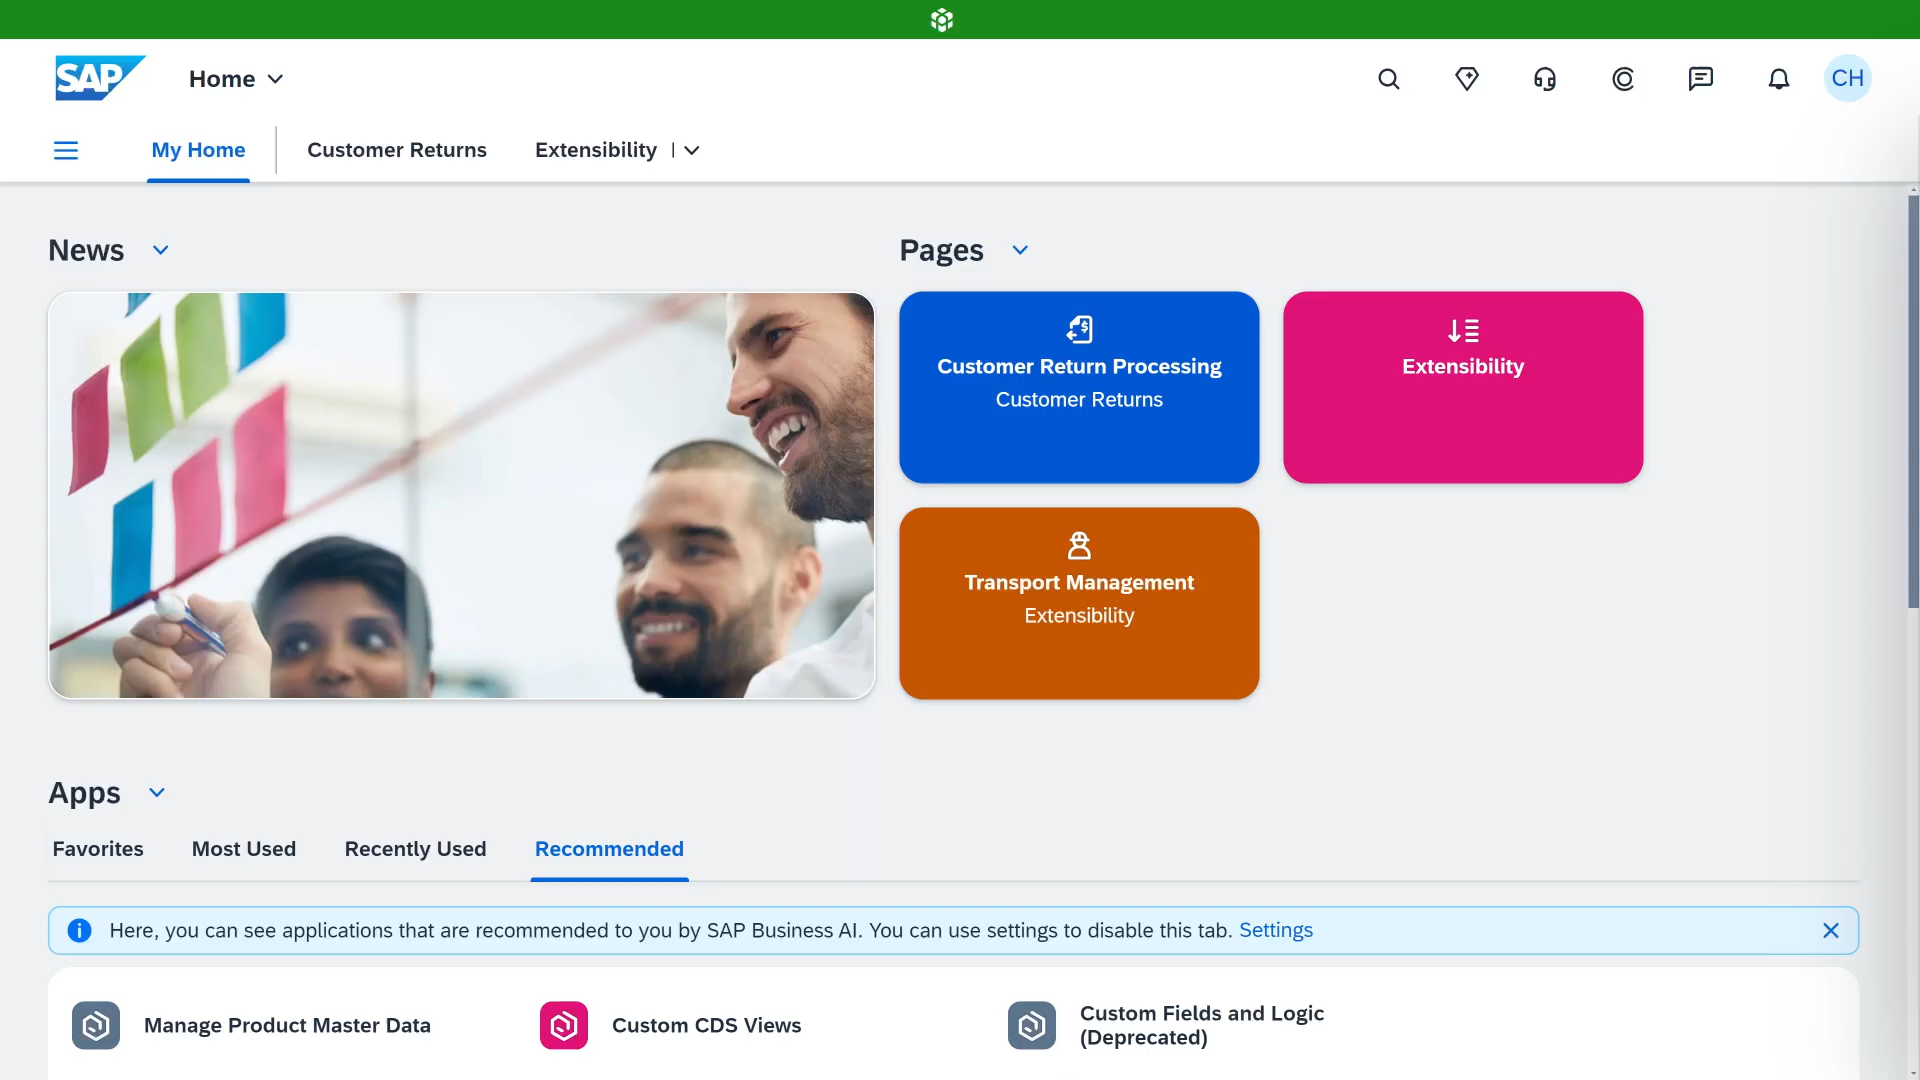 SAP
Home
CH
My Home
Customer Returns
Extensibility
News
Pages
Customer Return Processing
Customer Returns
Extensibility
Transport Management
Extensibility
Apps
Favorites
Most Used
Recently Used
Recommended
Here, you can see applications that are recommended to you by SAP Business AI. You can use settings to disable this tab. Settings
Manage Product Master Data
Custom CDS Views
Custom Fields and Logic
(Deprecated)